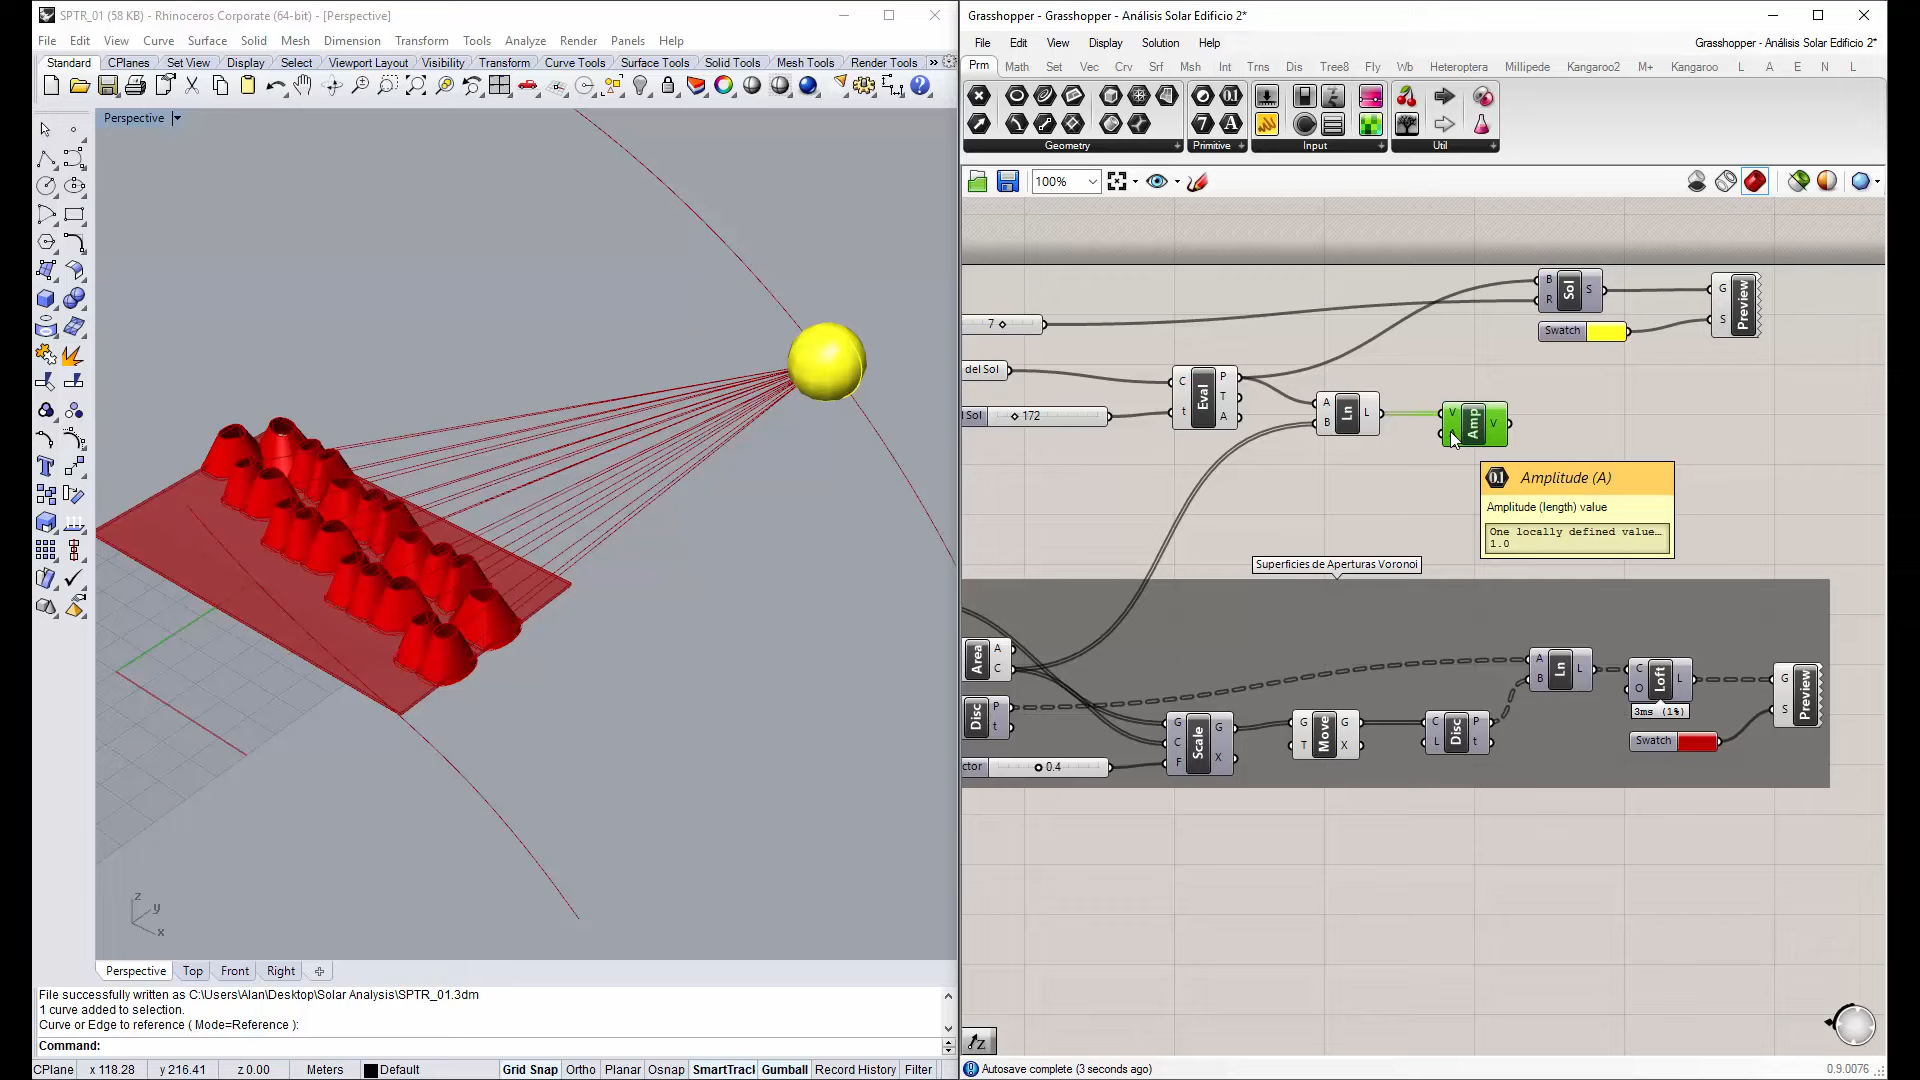 SPTR_01 (58 KB) - Rhinoceros Corporate (64-bit) - [Perspective]
File Edit View Curve Surface Solid Mesh Dimension Transform Tools Analyze Render Panels Help
Standard CPlanes Set View Display Select Viewport Layout Visibility Transform Curve Tools Surface Tools Solid Tools Mesh Tools Render Tools »
Perspective
z
y
x
Perspective Top Front Right
File successfully written as C:\Users\Alan\Desktop\Solar Analysis\SPTR_01.3dm
1 curve added to selection.
Curve or Edge to reference ( Mode=Reference ):
Command:
CPlane x 118.28 y 216.41 z 0.00 Meters Default Grid Snap Ortho Planar Osnap SmartTracl Gumball Record History Filter
Grasshopper - Grasshopper - Análisis Solar Edificio 2*
File Edit View Display Solution Help
Grasshopper - Análisis Solar Edificio 2*
Prm Math Set Vec Crv Srf Msh Int Trns Dis Tree8 Fly Wb Heteroptera Millipede Kangaroo2 M+ Kangaroo L A E N L
Geometry Primitive Input Util
100%
B R Sol S
G S Preview
7
Swatch
del Sol
C t Eval P T A
Sol 172
A B Ln L
V Amp V
Amplitude (A)
Amplitude (length) value
One locally defined value…
1.0
Superficies de Aperturas Voronoi
Area A C
Disc P t
A B Ln L
C O Loft L
3ms (1%)
G S Preview
G C F Scale G X
G T Move G X
C L Disc P t
Swatch
ctor 0.4
Autosave complete (3 seconds ago)
0.9.0076